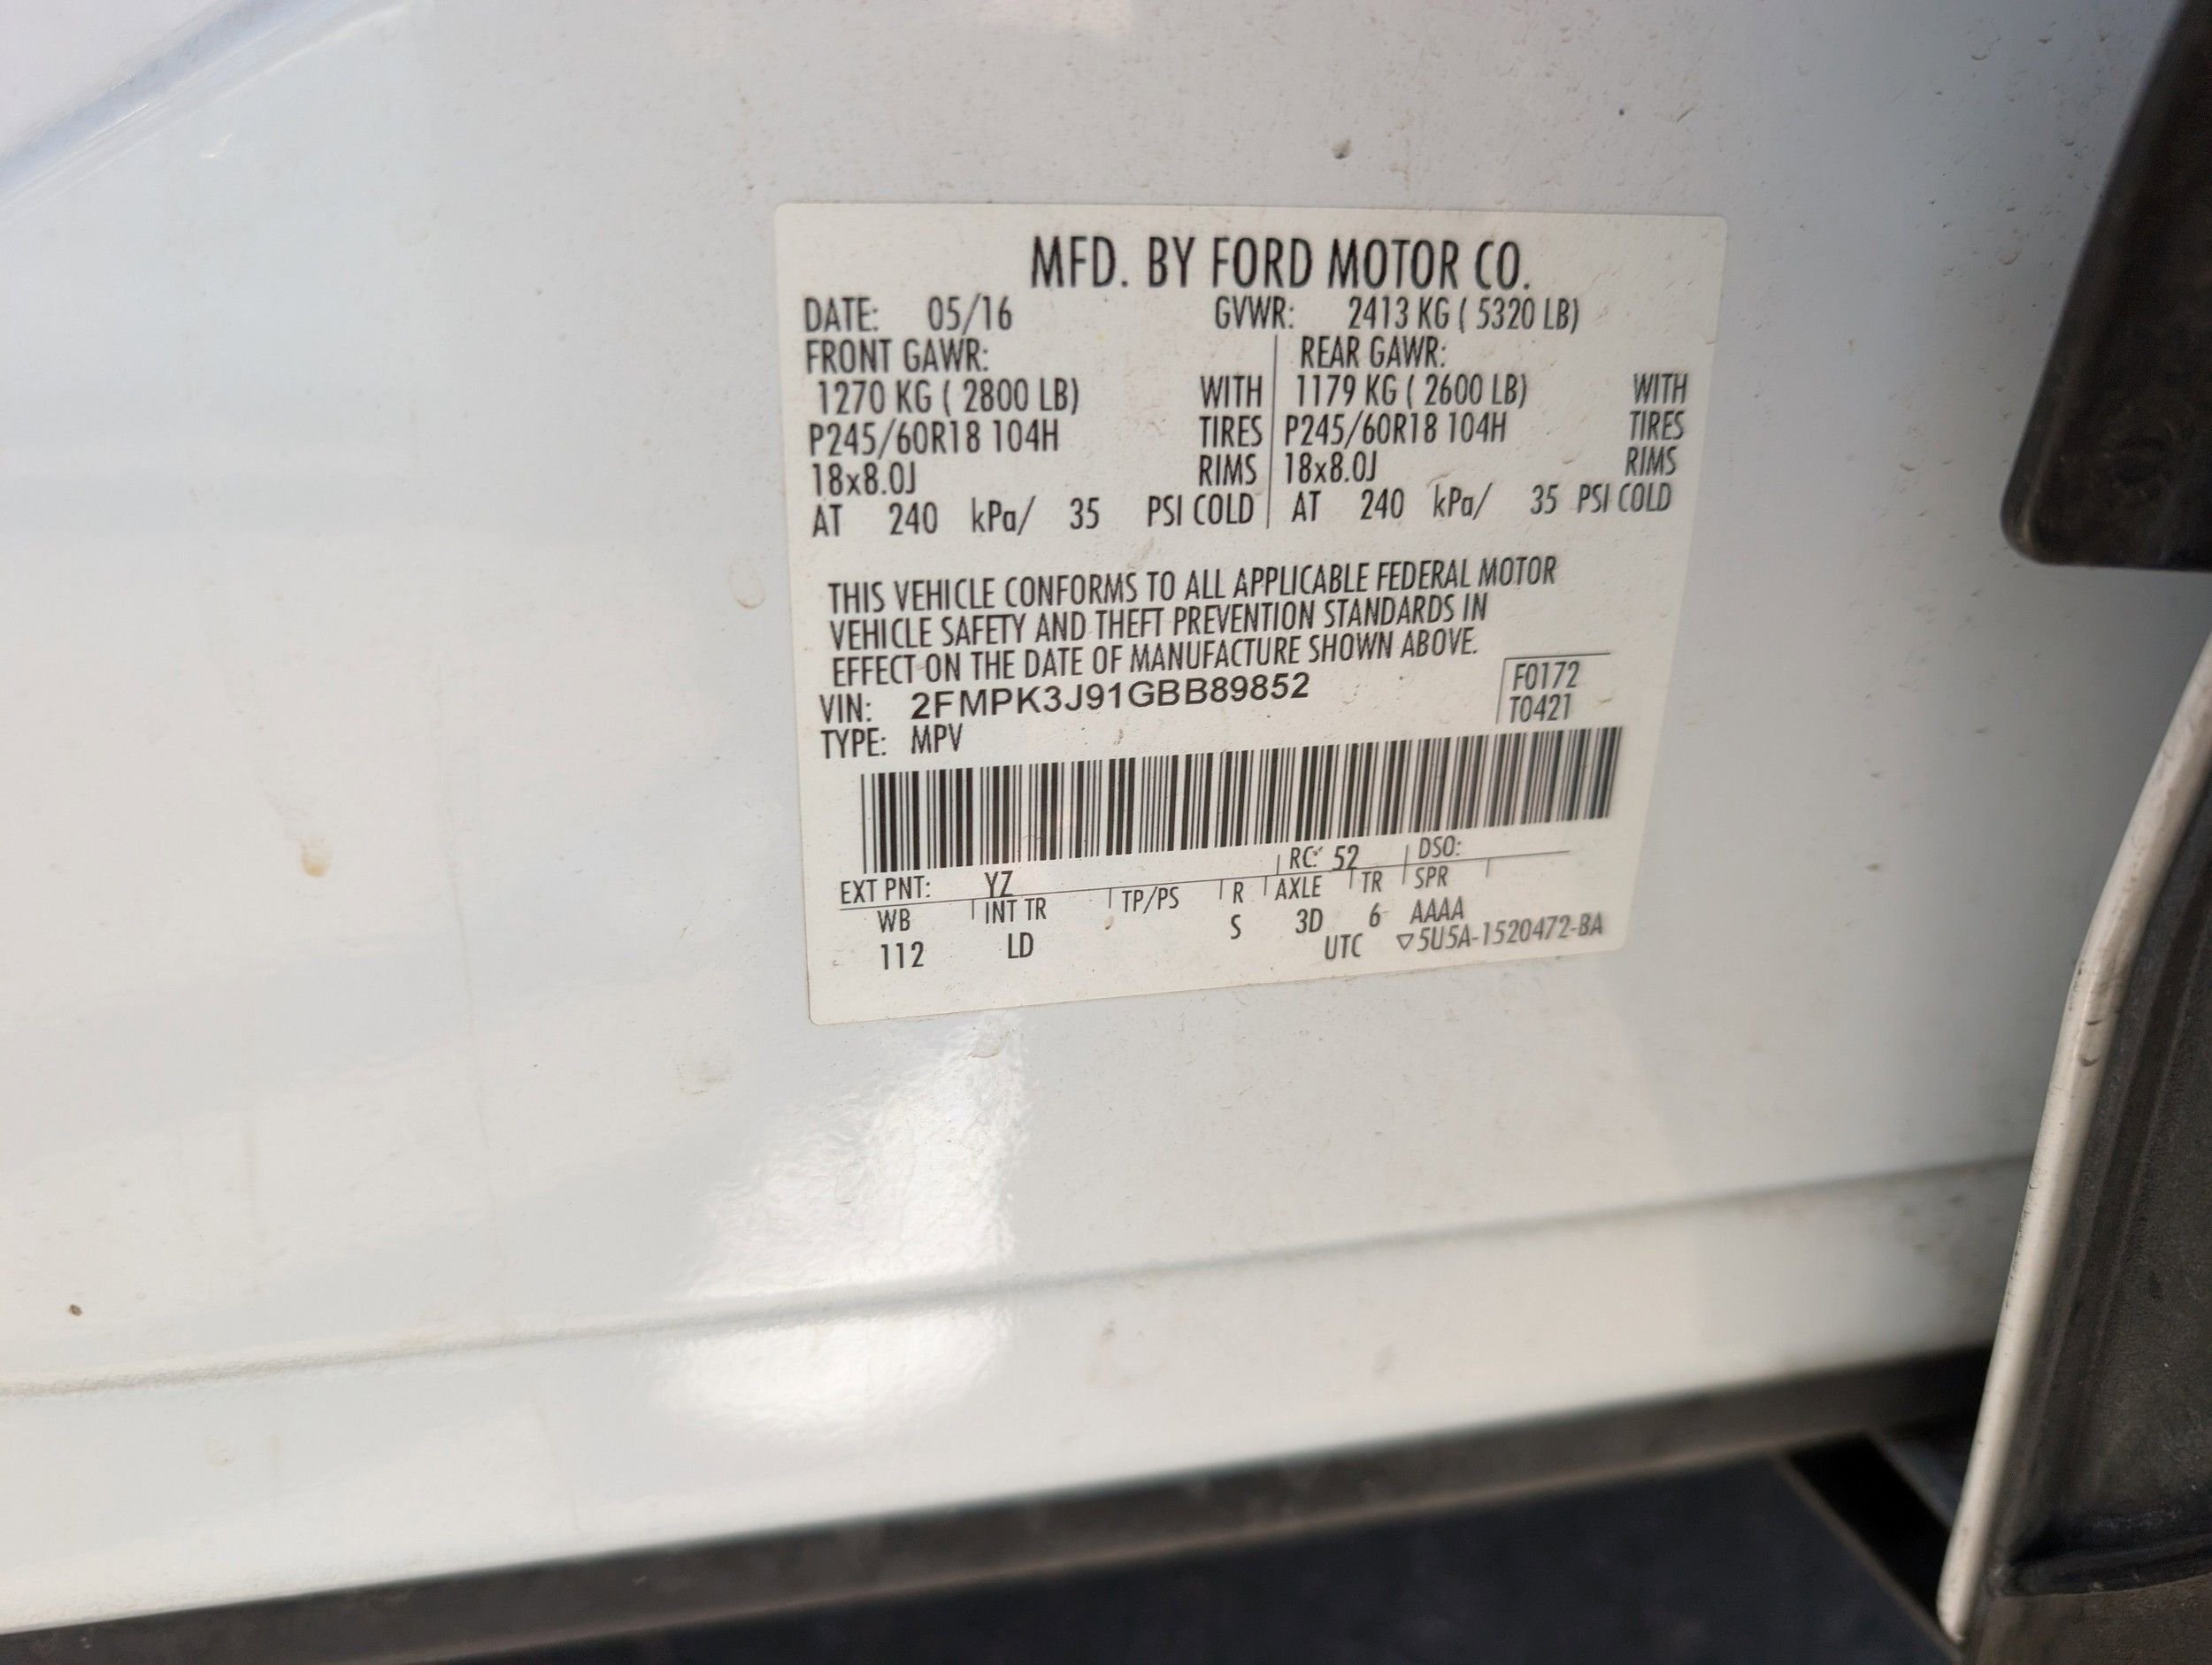 MFD. BY FORD MOTOR CO.
DATE: 05/16 GVWR: 2413 KG ( 5320 LB)
FRONT GAWR: REAR GAWR:
1270 KG ( 2800 LB) WITH 1179 KG ( 2600 LB) WITH
P245/60R18 104H TIRES P245/60R18 104H TIRES
18x8.0J RIMS 18x8.0J RIMS
AT 240 kPa/ 35 PSI COLD AT 240 kPa/ 35 PSI COLD
THIS VEHICLE CONFORMS TO ALL APPLICABLE FEDERAL MOTOR
VEHICLE SAFETY AND THEFT PREVENTION STANDARDS IN
EFFECT ON THE DATE OF MANUFACTURE SHOWN ABOVE.
VIN: 2FMPK3J91GBB89852 F0172
TYPE: MPV T0421
EXT PNT: YZ RC: 52 DSO:
WB INT TR TP/PS R AXLE TR SPR
112 LD S 3D 6 AAAA
UTC ▽5U5A-1520472-BA